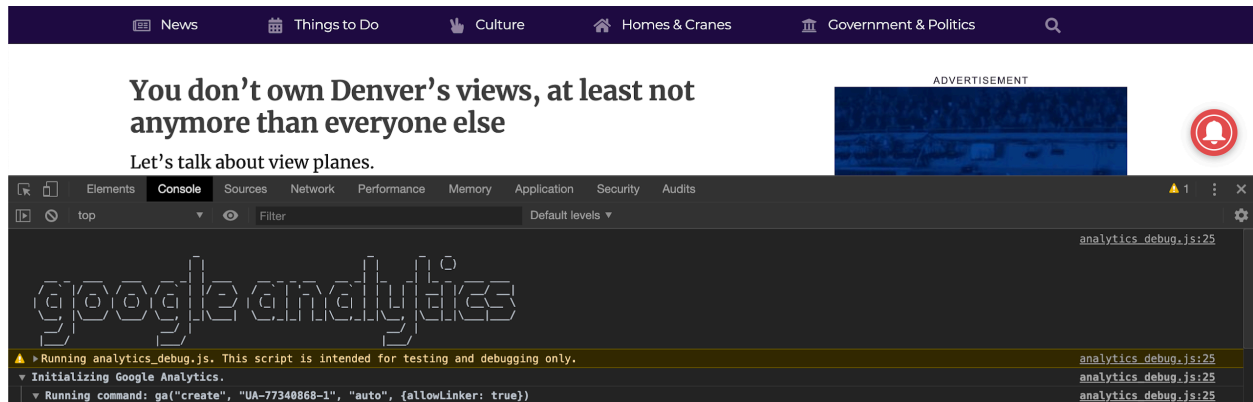 News Things to Do Culture Homes & Cranes Government & Politics
You don’t own Denver’s views, at least not
anymore than everyone else
Let’s talk about view planes.
ADVERTISEMENT
Elements Console Sources Network Performance Memory Application Security Audits 1
top Filter Default levels
analytics_debug.js:25
google analytics
Running analytics_debug.js. This script is intended for testing and debugging only. analytics_debug.js:25
Initializing Google Analytics. analytics_debug.js:25
Running command: ga("create", "UA-77340868-1", "auto", {allowLinker: true}) analytics_debug.js:25